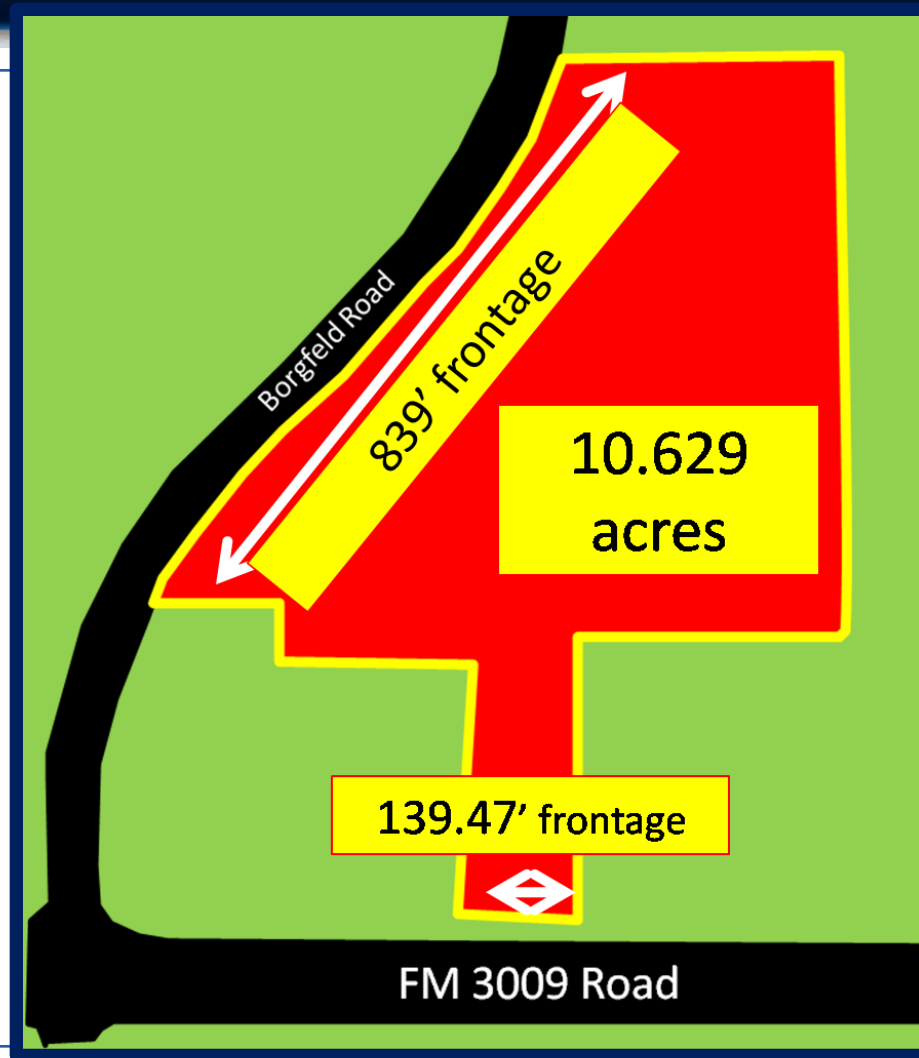 Borgfeld Road
839’ frontage
10.629
acres
139.47’ frontage
FM 3009 Road